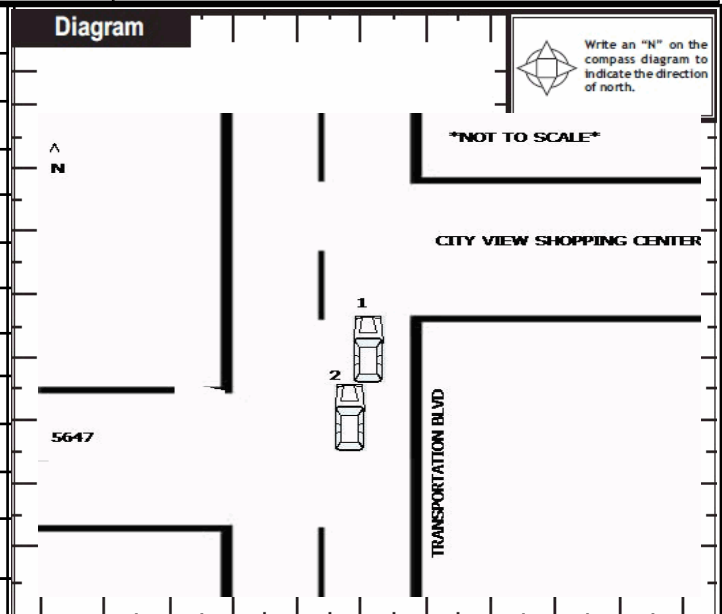 Diagram
Write an "N" on the
compass diagram to
indicate the direction
of north.
*NOT TO SCALE*
^
N
CITY VIEW SHOPPING CENTER
1
2
TRANSPORTATION BLVD
5647